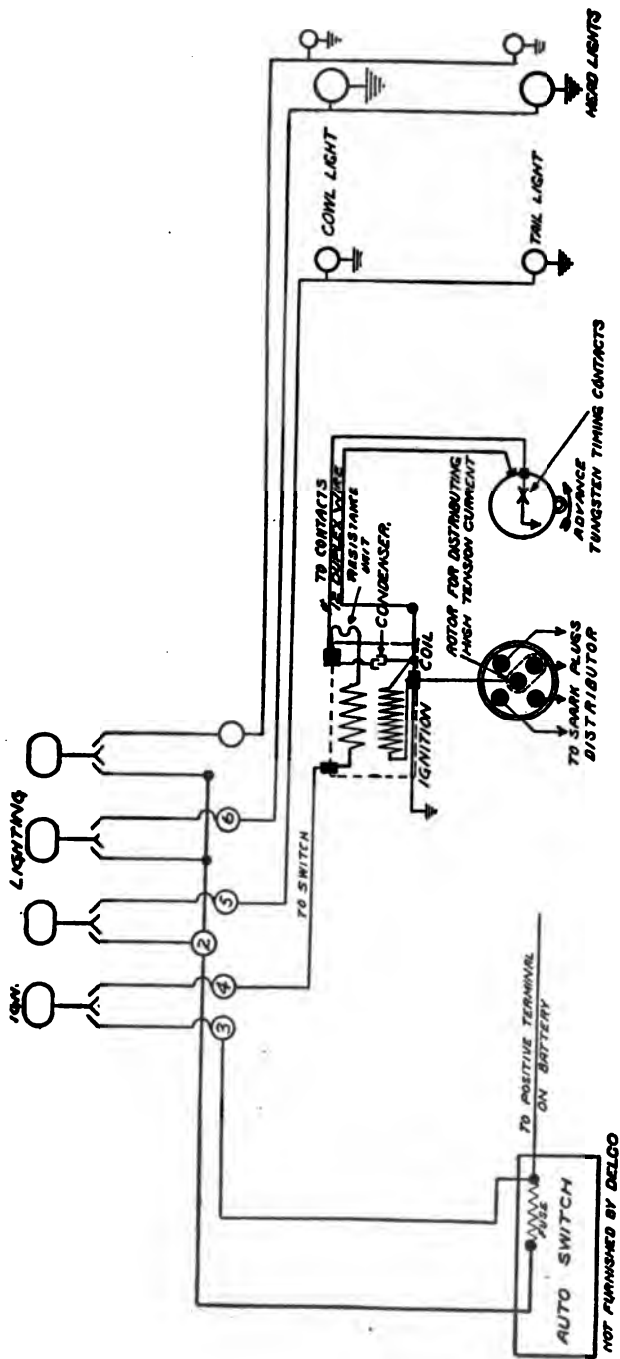 IGN.
LIGHTING
2
3
4
5
6
TO SWITCH
AUTO SWITCH
FUSE
TO POSITIVE TERMINAL
ON BATTERY
NOT FURNISHED BY DELCO
IGNITION COIL
TO CONTACTS
DUPLEX WIRE
RESISTANCE
UNIT
CONDENSER.
ROTOR FOR DISTRIBUTING
HIGH TENSION CURRENT
TO SPARK PLUGS
DISTRIBUTOR
ADVANCE
TUNGSTEN TIMING CONTACTS
COWL LIGHT
TAIL LIGHT
HEAD LIGHTS